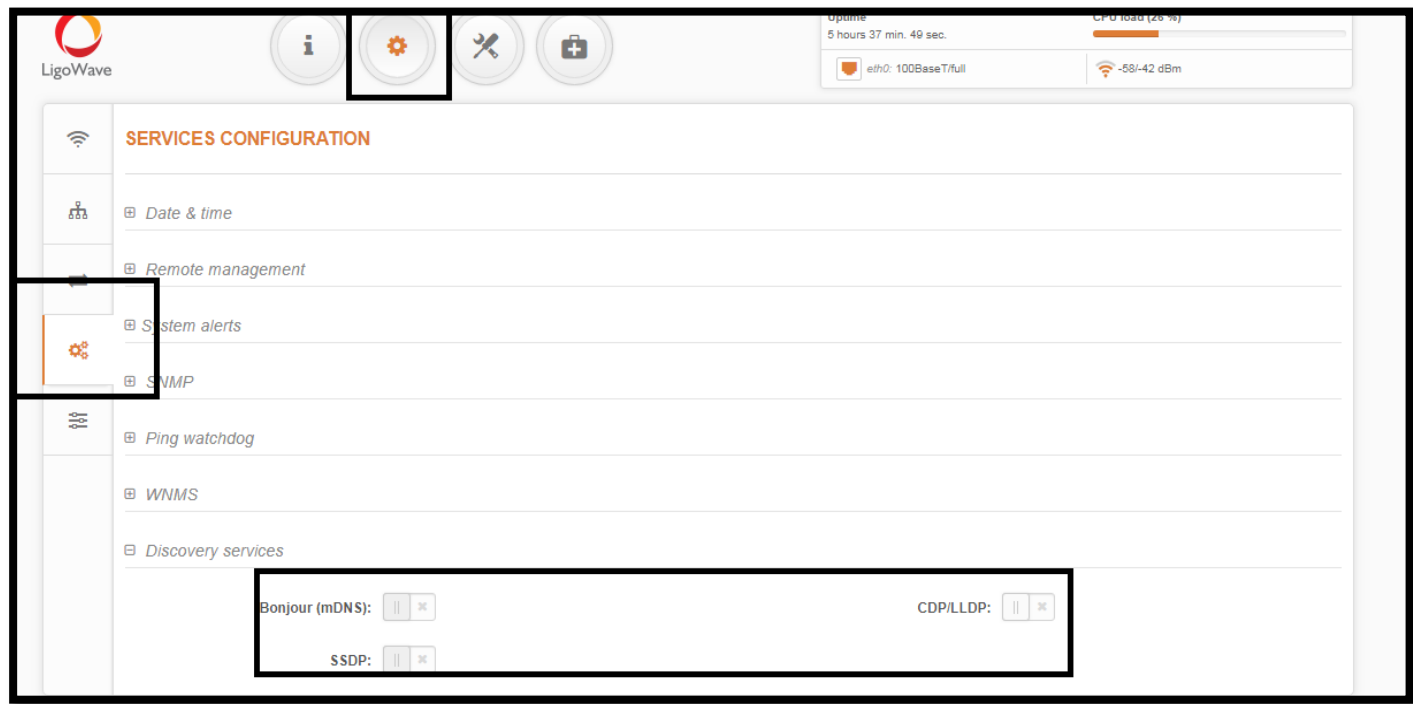 Uptime
CPU load (26 %)
5 hours 37 min. 49 sec.
LigoWave
eth0: 100BaseT/full
-58/-42 dBm
SERVICES CONFIGURATION
Date & time
Remote management
System alerts
SNMP
Ping watchdog
WNMS
Discovery services
Bonjour (mDNS):
CDP/LLDP:
SSDP: